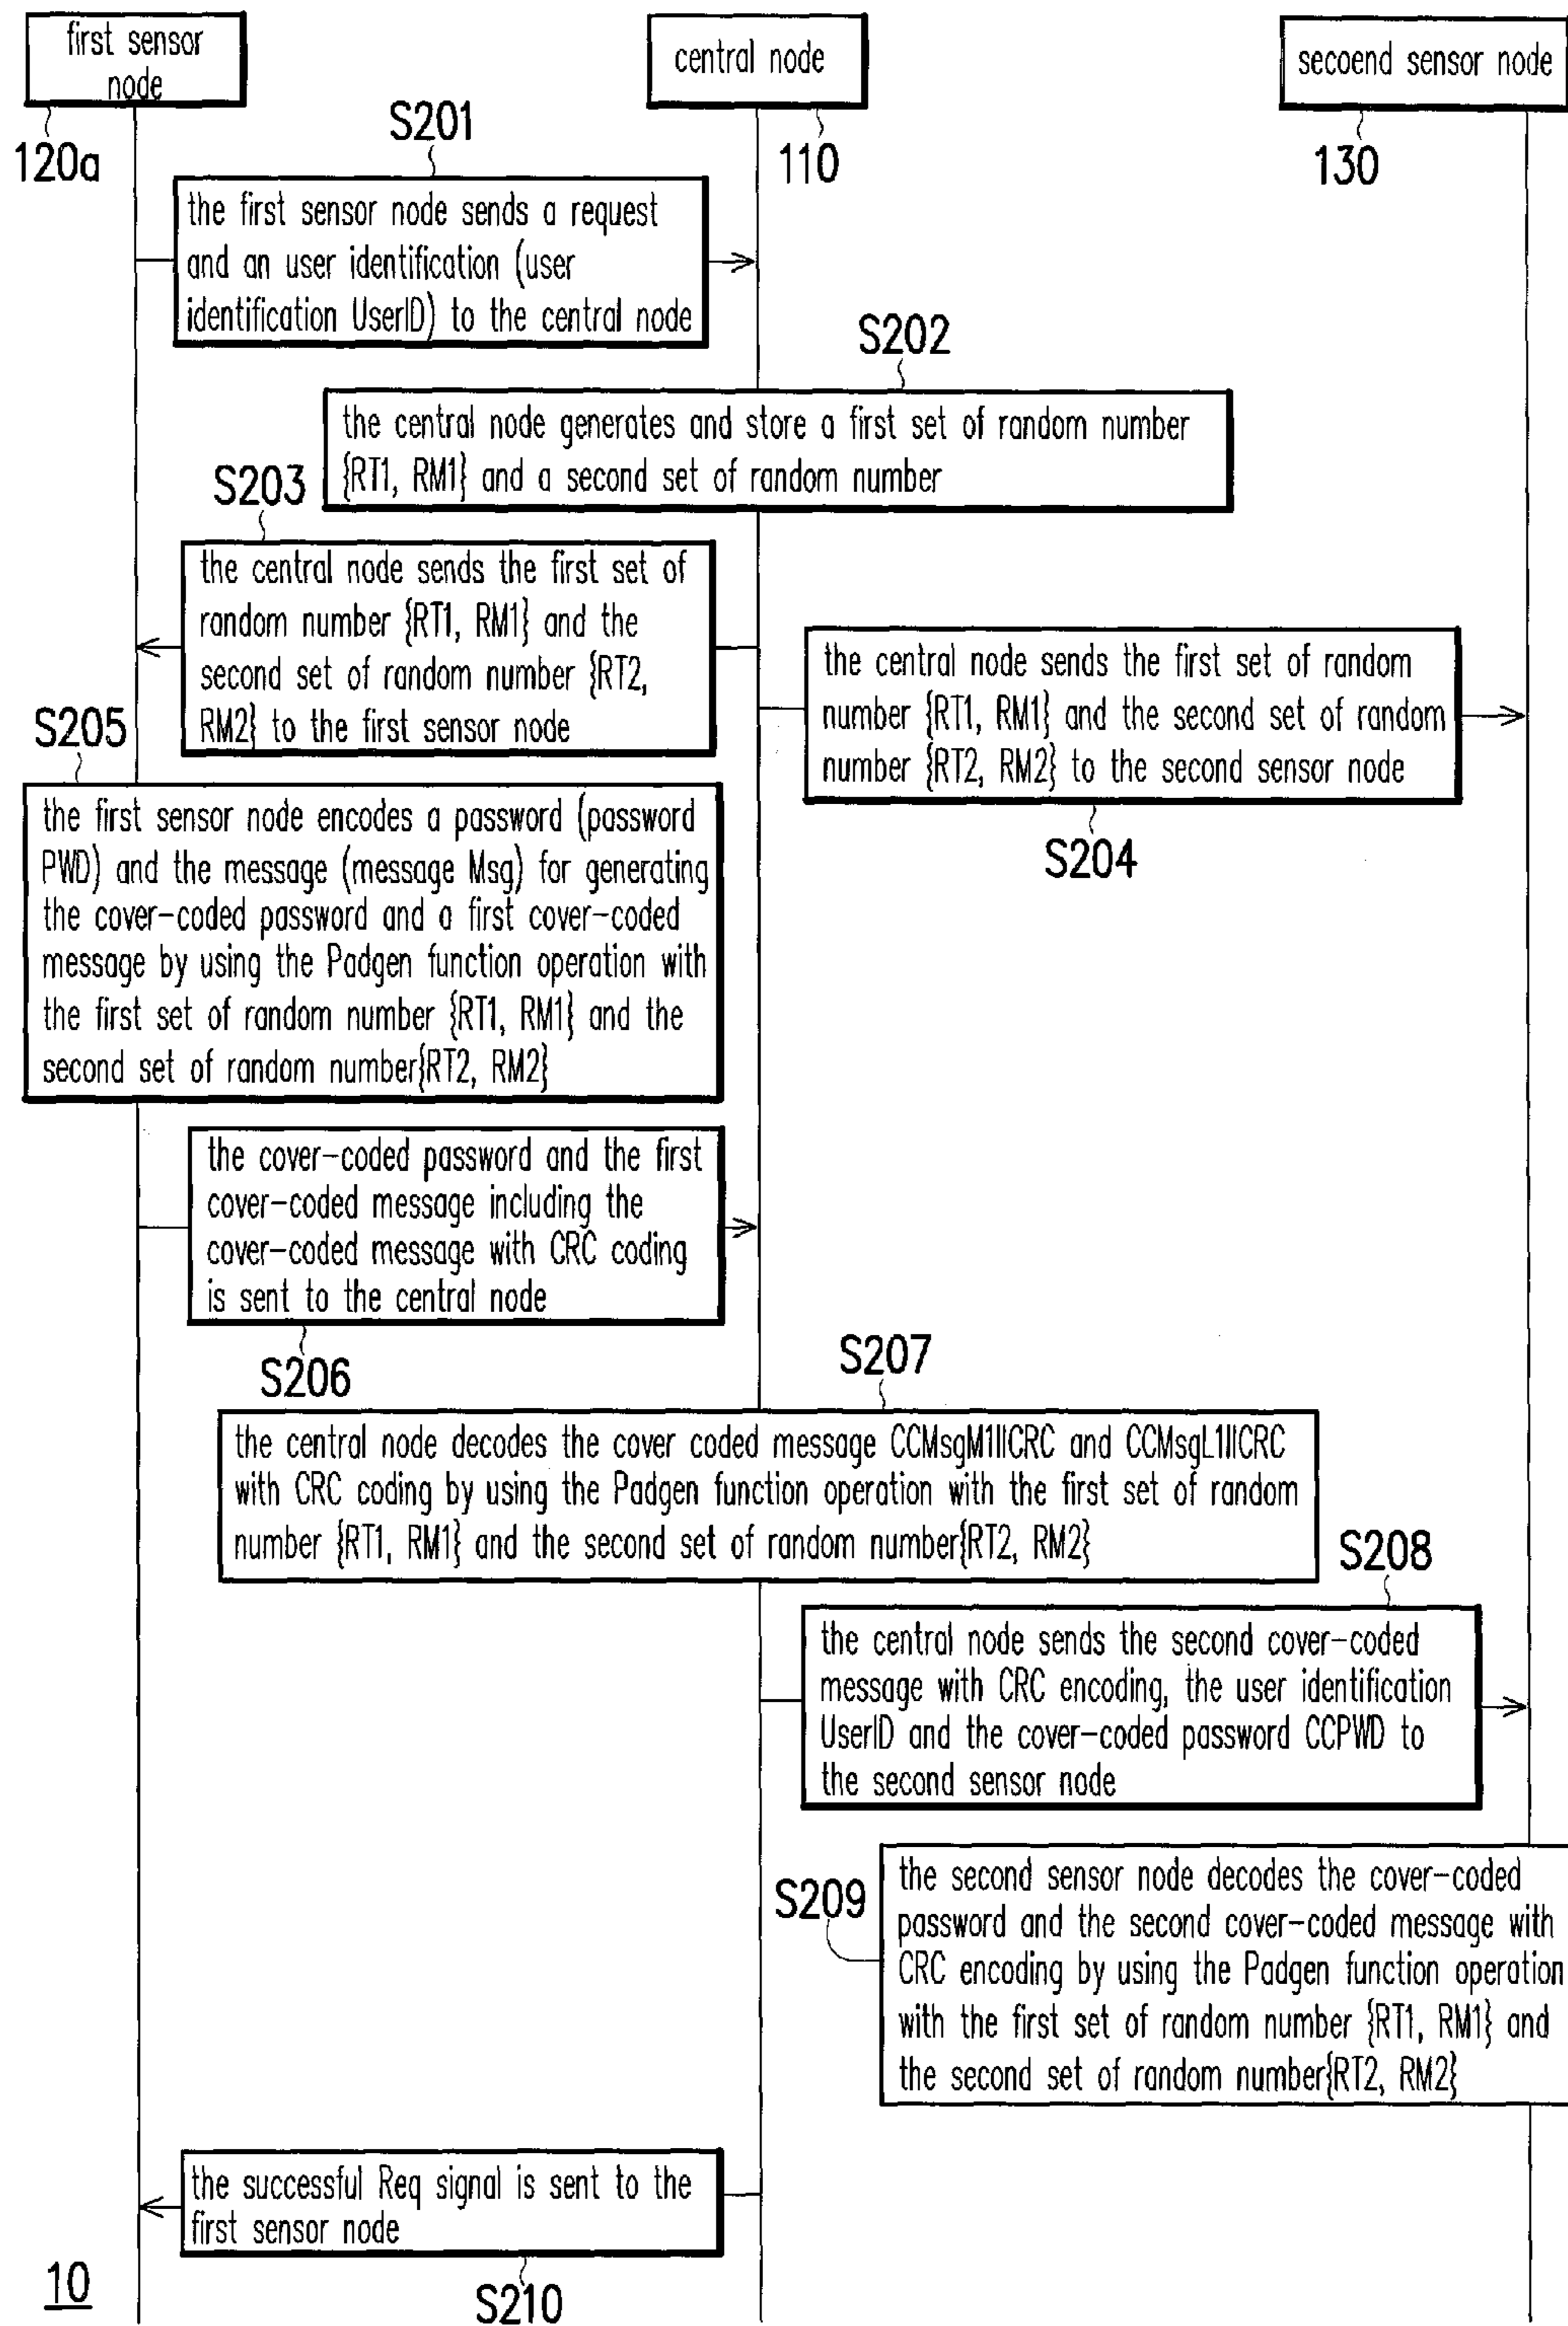 first sensor
node
central node
secoend sensor node
120a
110
130
S201
the first sensor node sends a request
and an user identification (user
identification UserID) to the central node
S202
the central node generates and store a first set of random number
{RT1, RM1} and a second set of random number
S203
the central node sends the first set of
random number {RT1, RM1} and the
second set of random number {RT2,
RM2} to the first sensor node
the central node sends the first set of random
number {RT1, RM1} and the second set of random
number {RT2, RM2} to the second sensor node
S204
S205
the first sensor node encodes a password (password
PWD) and the message (message Msg) for generating
the cover-coded password and a first cover-coded
message by using the Padgen function operation with
the first set of random number {RT1, RM1} and the
second set of random number{RT2, RM2}
the cover-coded password and the first
cover-coded message including the
cover-coded message with CRC coding
is sent to the central node
S206
S207
the central node decodes the cover coded message CCMsgM1IICRC and CCMsgL1IICRC
with CRC coding by using the Padgen function operation with the first set of random
number {RT1, RM1} and the second set of random number{RT2, RM2}
S208
the central node sends the second cover-coded
message with CRC encoding, the user identification
UserID and the cover-coded password CCPWD to
the second sensor node
S209
the second sensor node decodes the cover-coded
password and the second cover-coded message with
CRC encoding by using the Padgen function operation
with the first set of random number {RT1, RM1} and
the second set of random number{RT2, RM2}
the successful Req signal is sent to the
first sensor node
S210
10